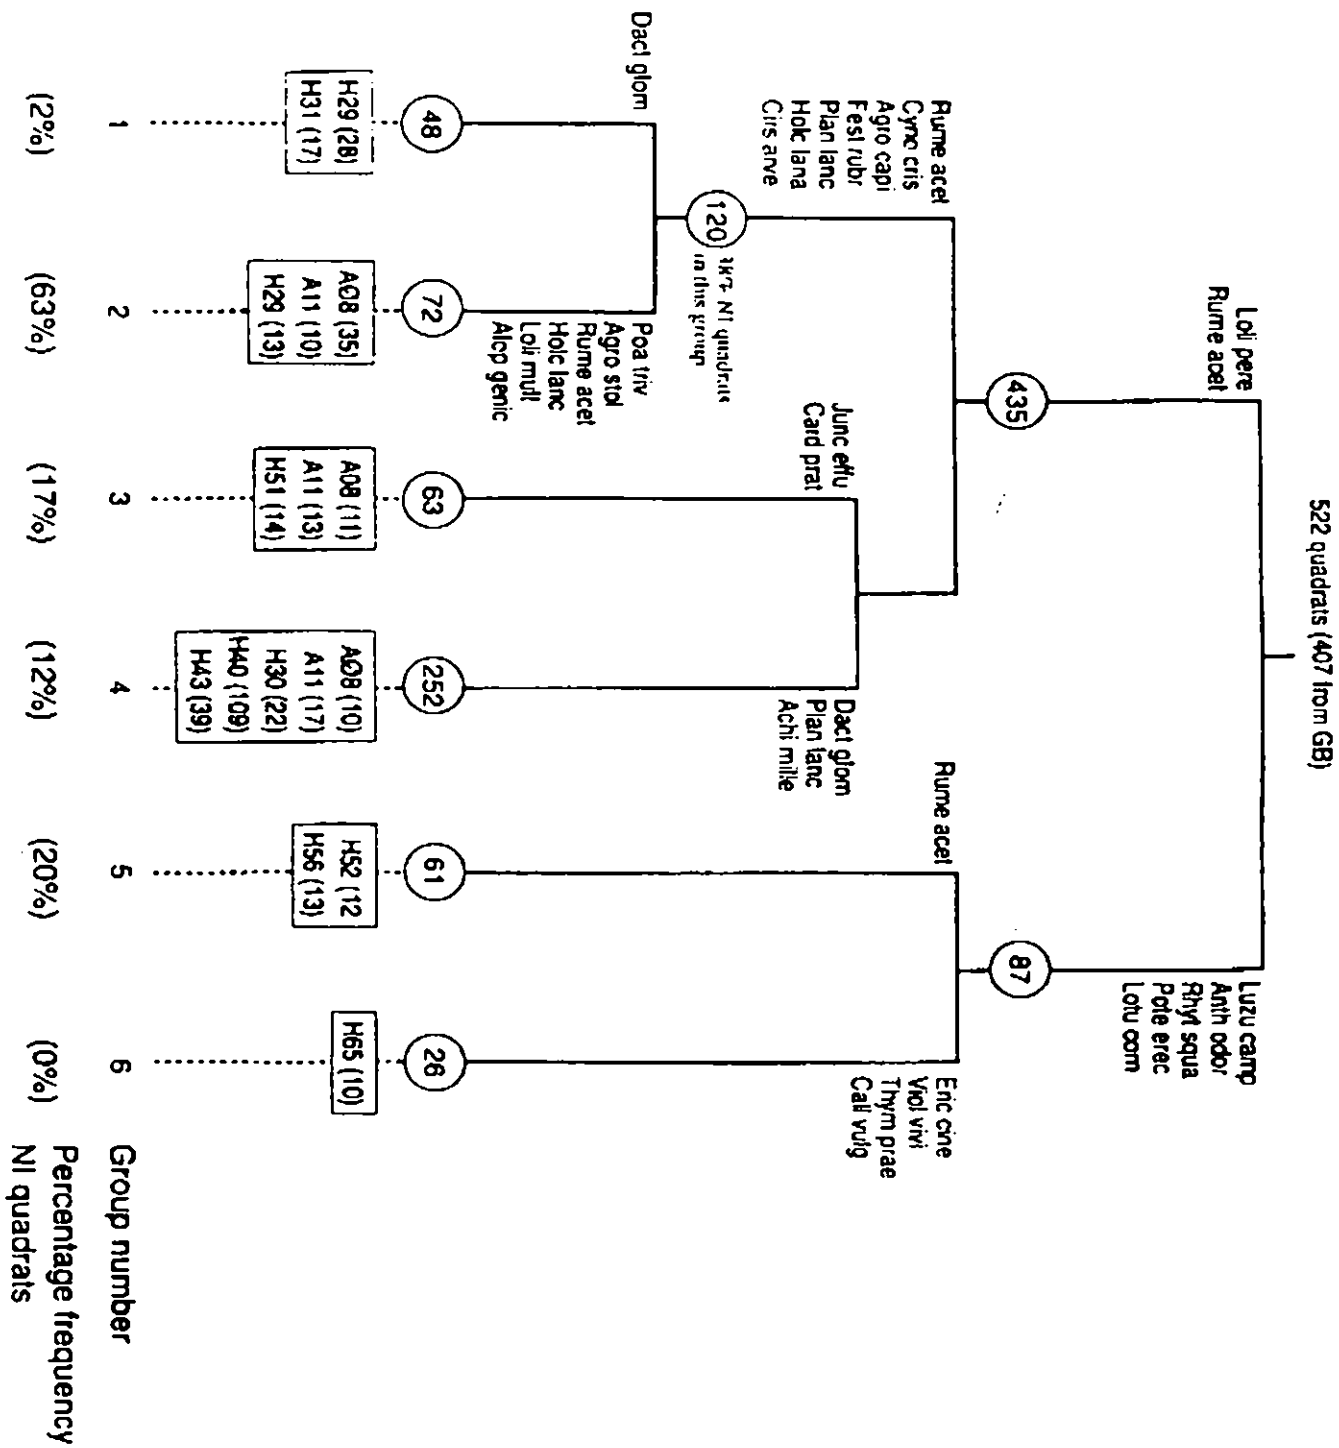 522 quadrats (407 from GB)
Loli pere
Rume acet
Luzu camp
Anth odor
Rhyt squa
Pote erec
Lotu corn
435
87
Rume acet
Cyno cris
Agro capi
Fest rubr
Plan lanc
Holc lana
Cirs arve
Rume acet
Eric cine
Viol vivi
Thym prae
Call vulg
Junc effu
Card prat
Dact glom
Plan lanc
Achi mille
120
NI quadrats
in this group
Dact glom
Poa triv
Agro stol
Rume acet
Holc lanc
Loli mull
Alop genic
48
72
63
252
61
26
H29 (28)
H31 (17)
A08 (35)
A11 (10)
H29 (13)
A08 (11)
A11 (13)
H51 (14)
A08 (10)
A11 (17)
H30 (22)
H40 (109)
H43 (39)
H52 (12
H56 (13)
H65 (10)
1 2 3 4 5 6 Group number
(2%) (63%) (17%) (12%) (20%) (0%) Percentage frequency
NI quadrats